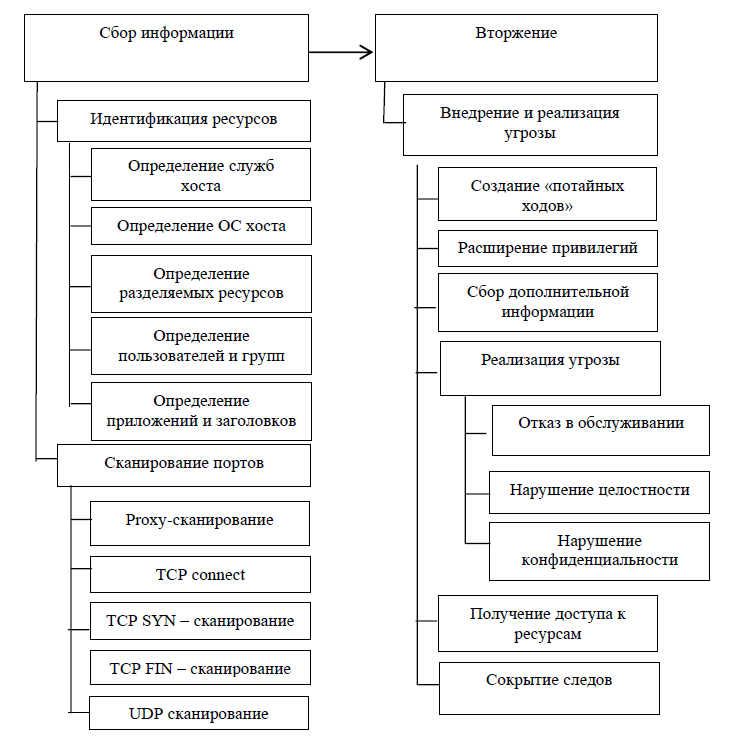 Сбор информации
Идентификация ресурсов
Определение служб
хоста
Определение ОС хоста
Определение
разделяемых ресурсов
Определение
пользователей и групп
Определение
приложений и заголовков
Сканирование портов
Proxy-сканирование
TCP connect
TCP SYN – сканирование
TCP FIN – сканирование
UDP сканирование
Вторжение
Внедрение и реализация
угрозы
Создание «потайных
ходов»
Расширение привилегий
Сбор дополнительной
информации
Реализация угрозы
Отказ в обслуживании
Нарушение целостности
Нарушение
конфиденциальности
Получение доступа к
ресурсам
Сокрытие следов